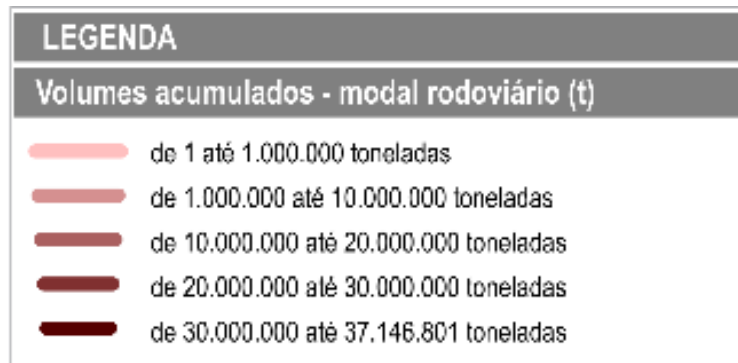 LEGENDA
Volumes acumulados - modal rodoviário (t)
de 1 até 1.000.000 toneladas
de 1.000.000 até 10.000.000 toneladas
de 10.000.000 até 20.000.000 toneladas
de 20.000.000 até 30.000.000 toneladas
de 30.000.000 até 37.146.801 toneladas